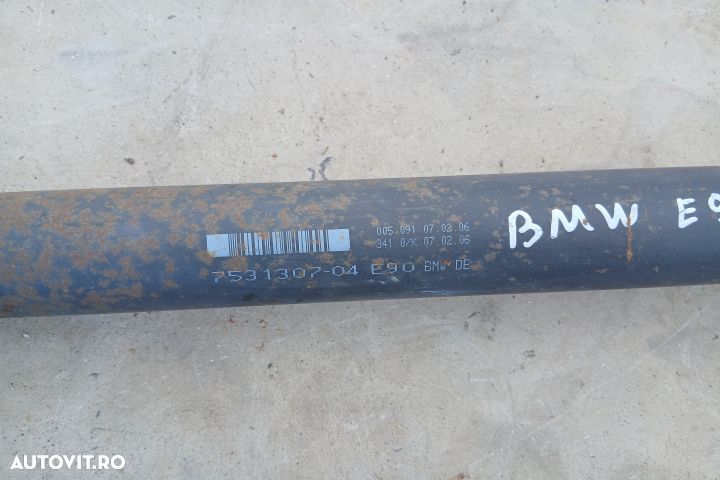 005 091 07.02.06
341 0/K 07.02.06
7531307-04 E90 BMW DE
BMW E9
AUTOVIT.RO